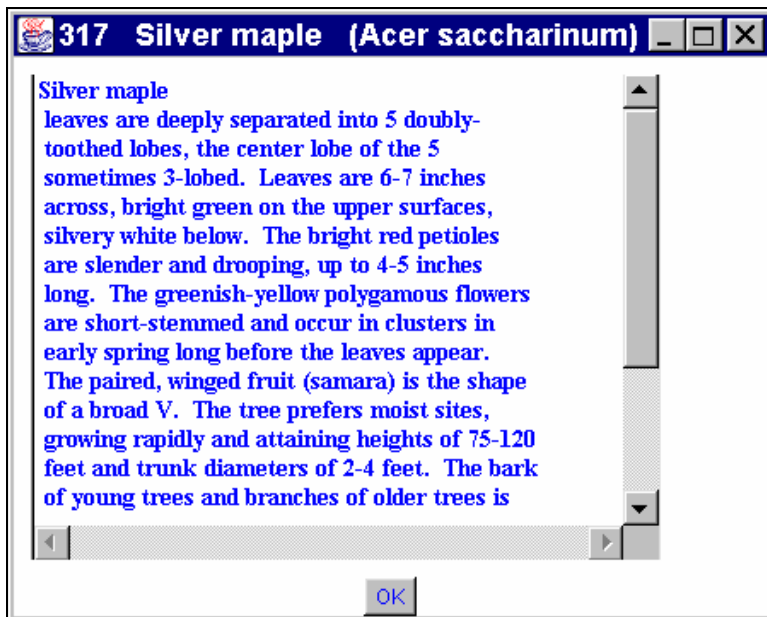 317 Silver maple (Acer saccharinum)
Silver maple
leaves are deeply separated into 5 doubly-
toothed lobes, the center lobe of the 5
sometimes 3-lobed. Leaves are 6-7 inches
across, bright green on the upper surfaces,
silvery white below. The bright red petioles
are slender and drooping, up to 4-5 inches
long. The greenish-yellow polygamous flowers
are short-stemmed and occur in clusters in
early spring long before the leaves appear.
The paired, winged fruit (samara) is the shape
of a broad V. The tree prefers moist sites,
growing rapidly and attaining heights of 75-120
feet and trunk diameters of 2-4 feet. The bark
of young trees and branches of older trees is
OK